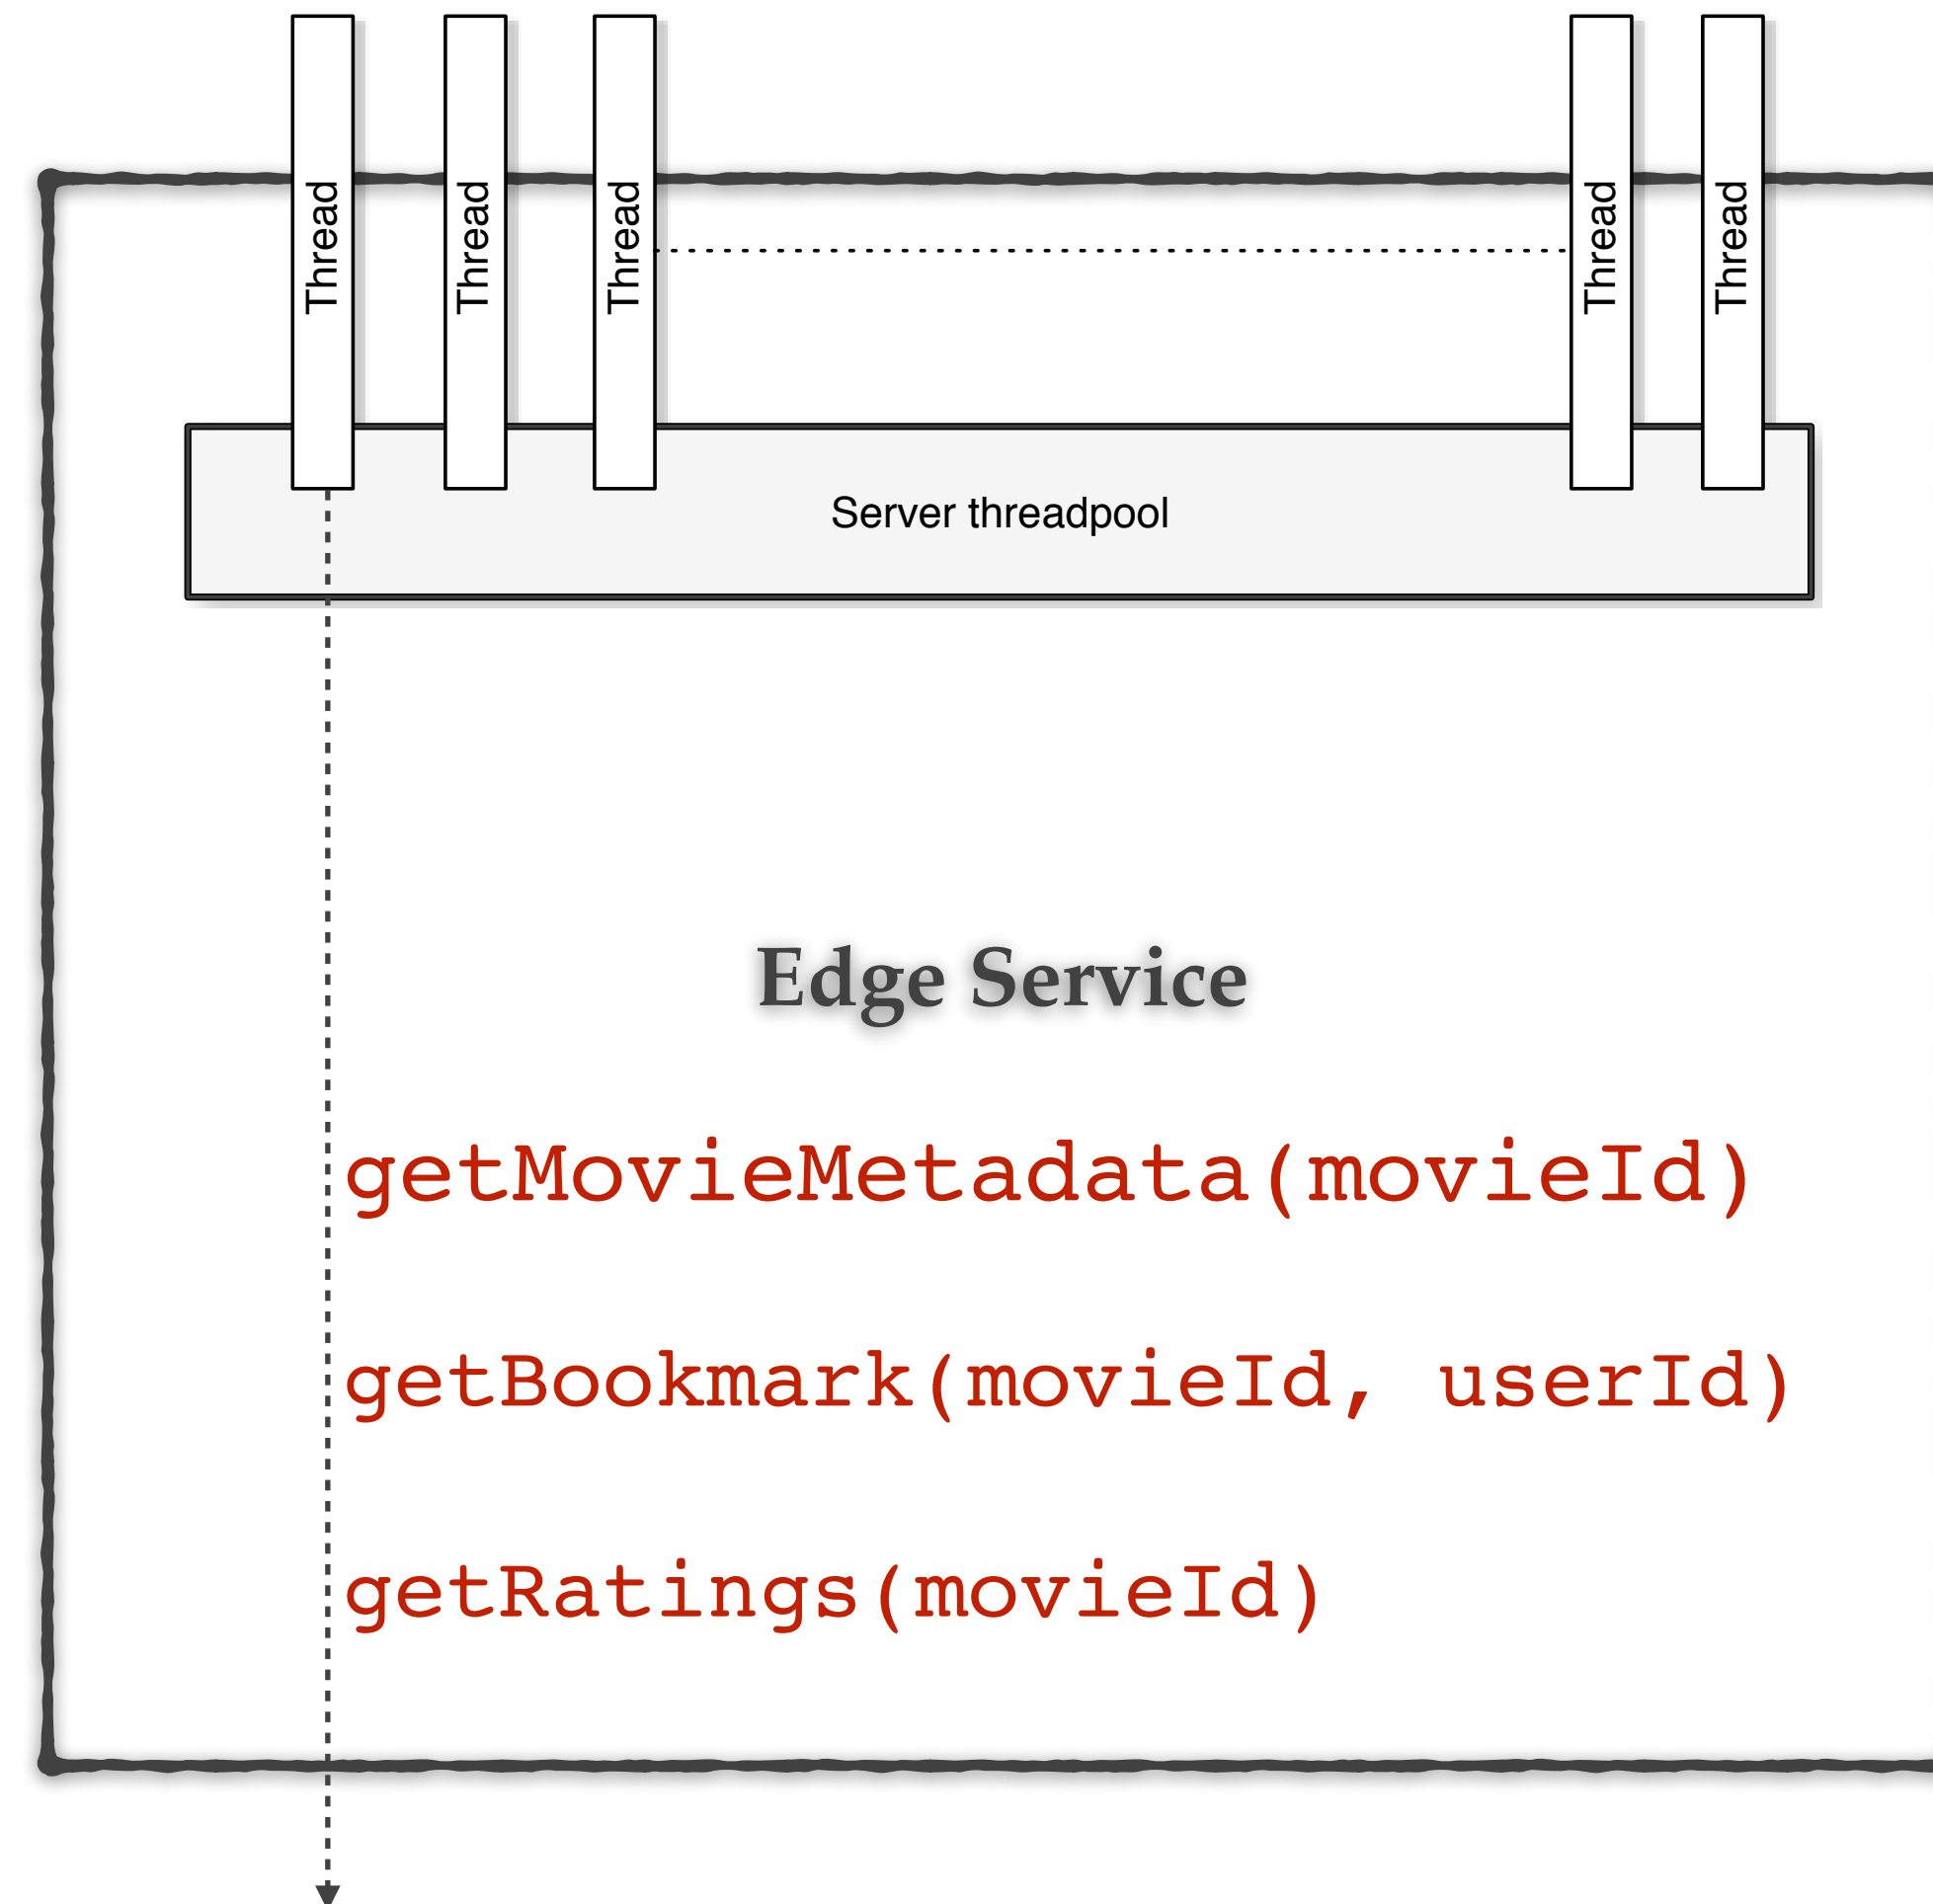 Thread
Thread
Thread
Thread
Thread
Server threadpool
Edge Service
getMovieMetadata(movieId)
getBookmark(movieId, userId)
getRatings(movieId)